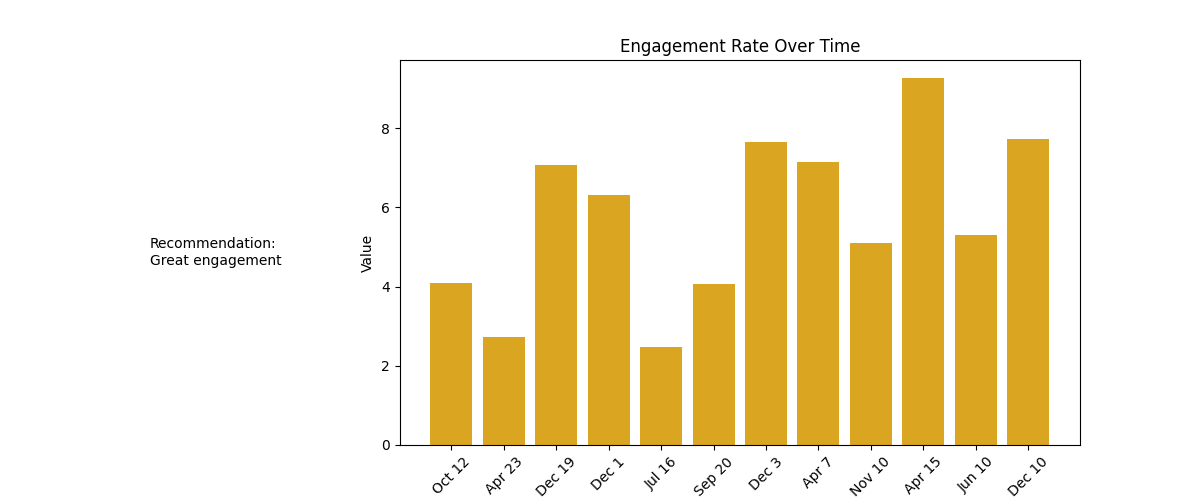 Engagement Rate Over Time
Recommendation:
Great engagement
Value
8
6
4
2
0
Oct 12
Apr 23
Dec 19
Dec 1
Jul 16
Sep 20
Dec 3
Apr 7
Nov 10
Apr 15
Jun 10
Dec 10